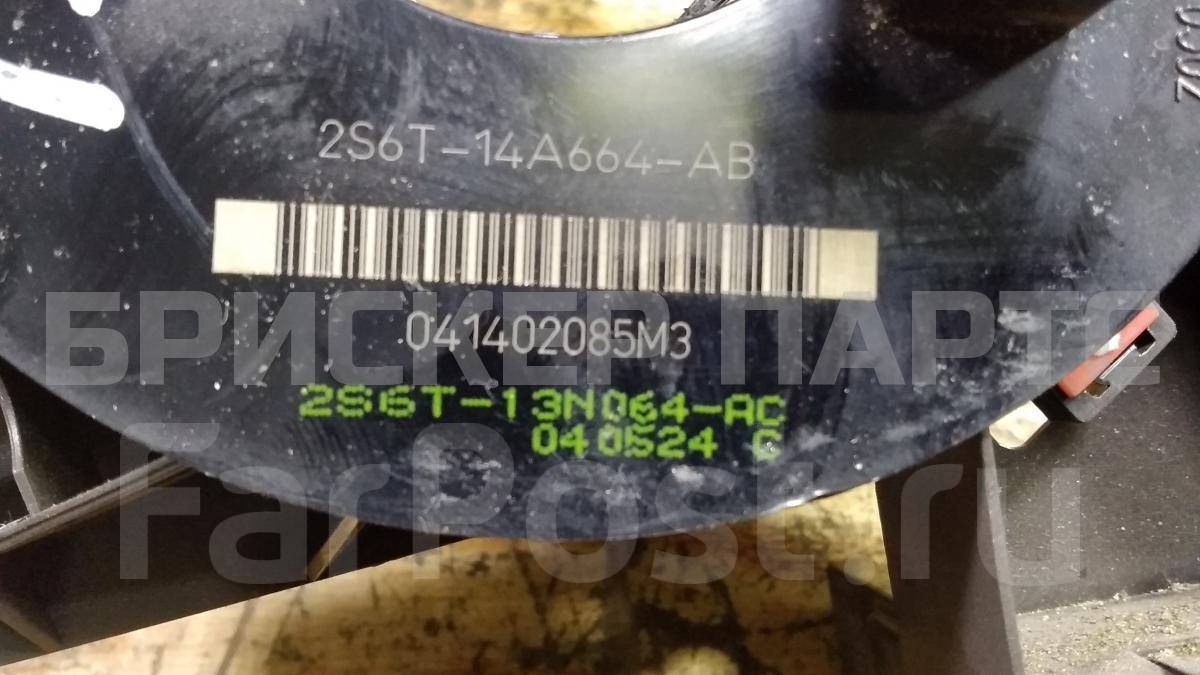 2S6T-14A664-AB
041402085M3
БРИСКЕР ПАРТС
2S6T-13N064-AC
040524 C
FarPost.ru